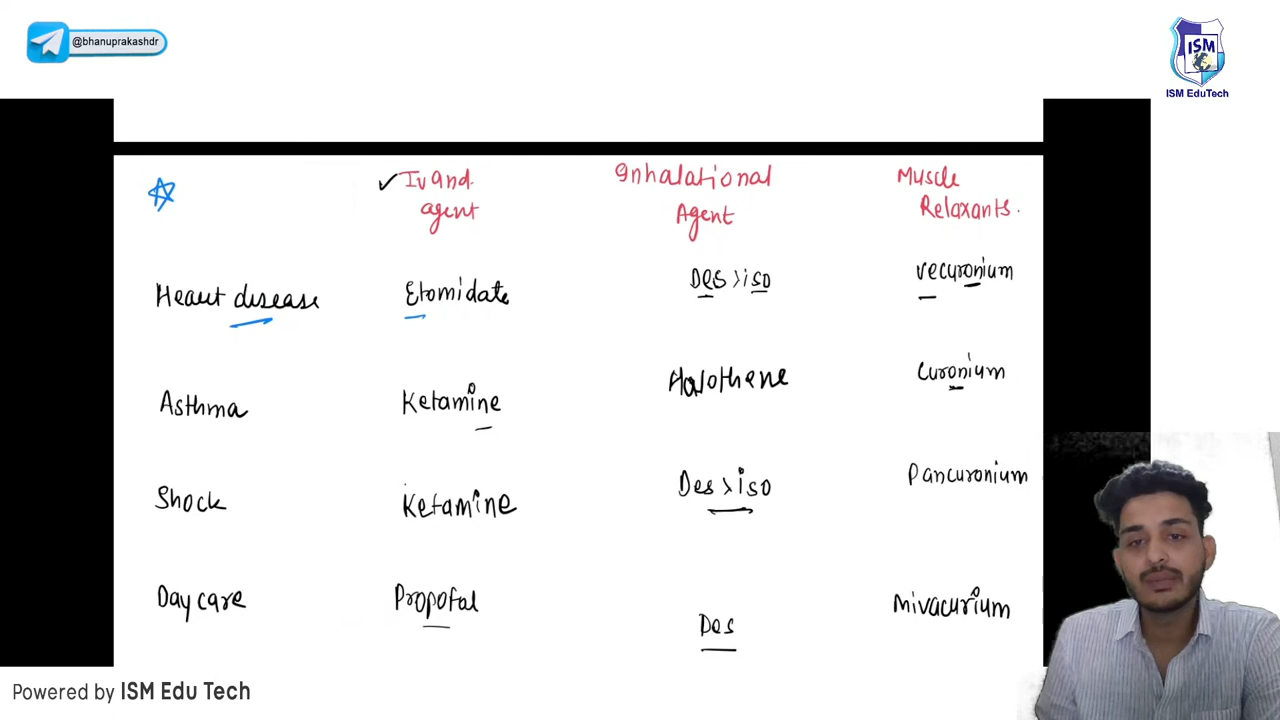 @bhanuprakashdr
ISM
ISM EduTech
IV and. Inhalational Muscle
agent Agent Relaxants.
Heart disease Etomidate Des > iso vecuronium
Asthma Ketamine Halothene curonium
Shock Ketamine Des > iso Pancuronium
Day care Propofal Des Mivacurium
Powered by ISM Edu Tech